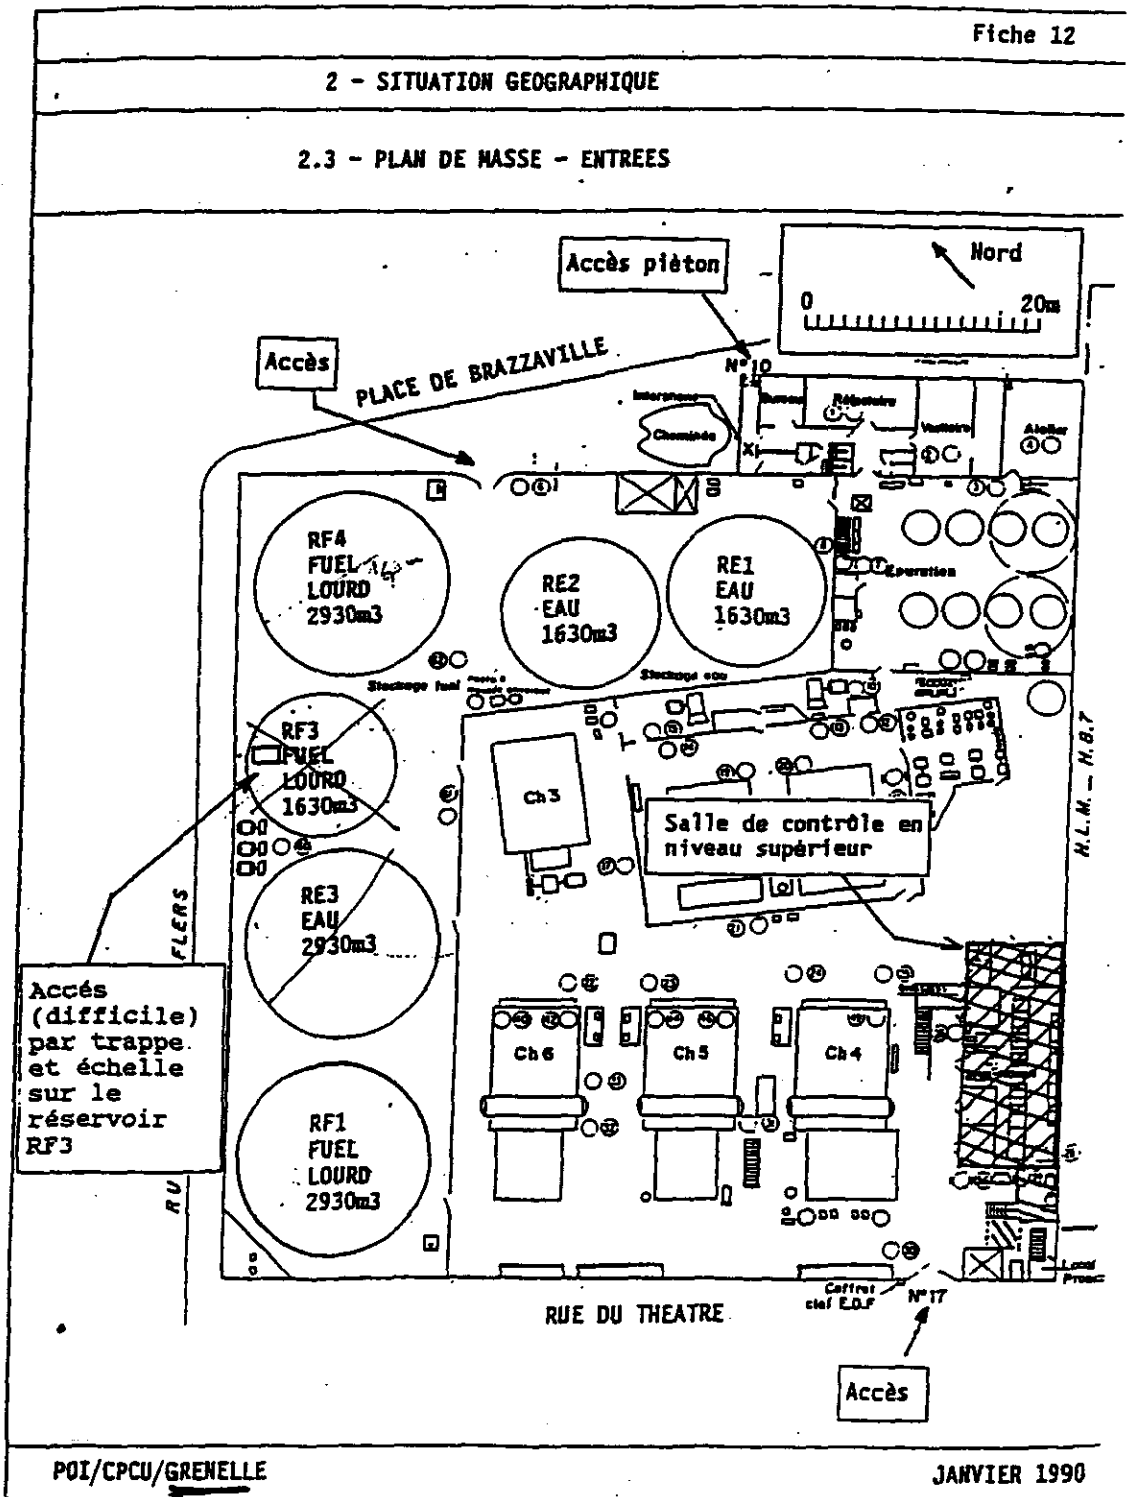 Fiche 12
2 - SITUATION GEOGRAPHIQUE
2.3 - PLAN DE MASSE - ENTREES
Nord
0 20m
Accès pièton
Accès
PLACE DE BRAZZAVILLE
N° 10
Bureau
Réfectoire
Vestiaire
Atelier
Cheminée
RF4
FUEL
LOURD
2930m3
RE2
EAU
1630m3
RE1
EAU
1630m3
Epuration
Stockage fuel
Stockage eau
RF3
FUEL
LOURD
1630m3
Ch3
Salle de contrôle en
niveau supérieur
H.L.M. _ H.B.7
RE3
EAU
2930m3
FLERS
Accés
(difficile)
par trappe
et échelle
sur le
réservoir
RF3
RU
Ch6
Ch5
Ch4
RF1
FUEL
LOURD
2930m3
Coffret
clef E.D.F
N° 17
RUE DU THEATRE
Accès
POI/CPCU/GRENELLE
JANVIER 1990